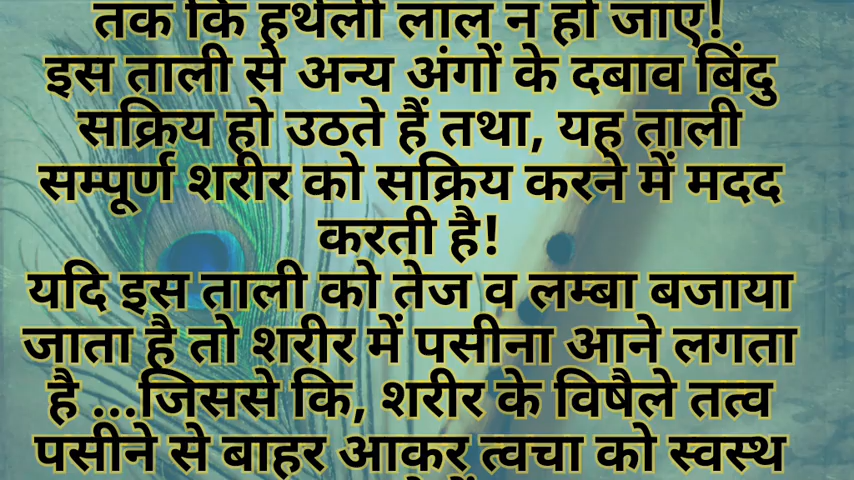 तक कि हथेली लाल न हो जाए!
इस ताली से अन्य अंगों के दबाव बिंदु
सक्रिय हो उठते हैं तथा, यह ताली
सम्पूर्ण शरीर को सक्रिय करने में मदद
करती है!
यदि इस ताली को तेज व लम्बा बजाया
जाता है तो शरीर में पसीना आने लगता
है ...जिससे कि, शरीर के विषैले तत्व
पसीने से बाहर आकर त्वचा को स्वस्थ